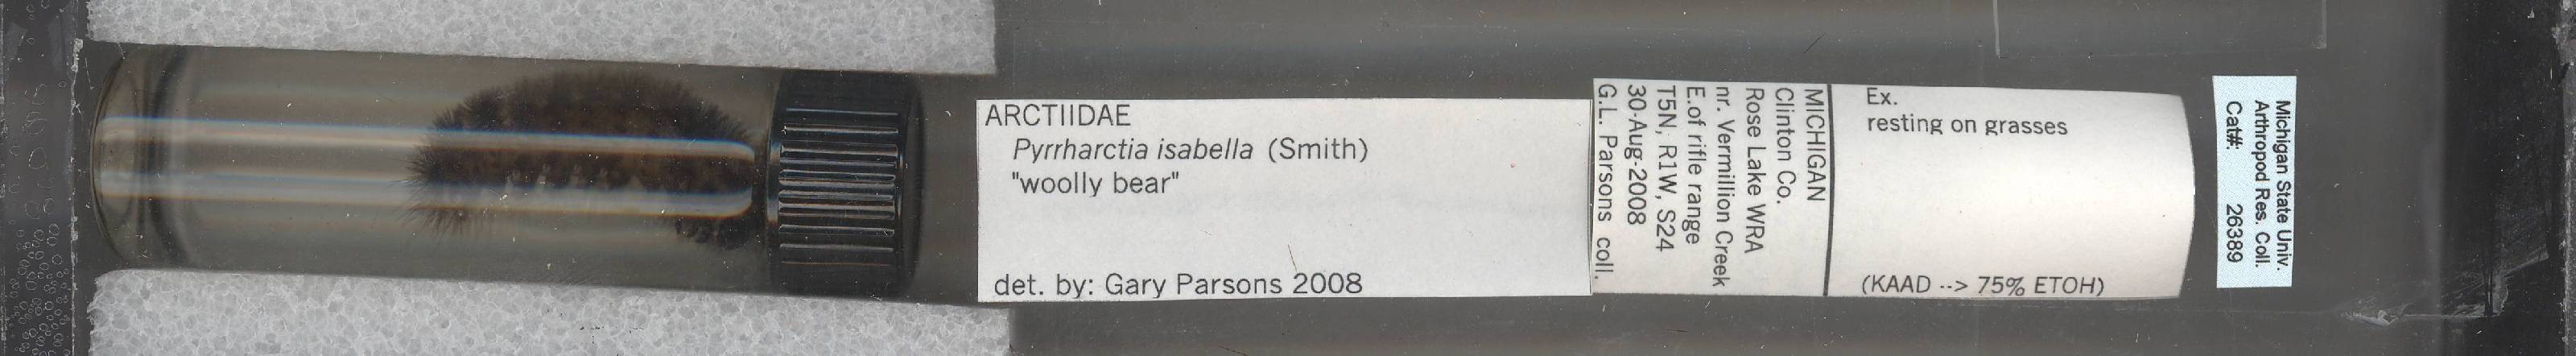 ARCTIIDAE
Pyrrharctia isabella (Smith)
"woolly bear"
det. by: Gary Parsons 2008
MICHIGAN
Clinton Co.
Rose Lake WRA
nr. Vermillion Creek
E.of rifle range
T5N, R1W, S24
30-Aug-2008
G.L. Parsons coll.
Ex.
resting on grasses
(KAAD --> 75% ETOH)
Michigan State Univ.
Arthropod Res. Coll.
Cat#: 26389